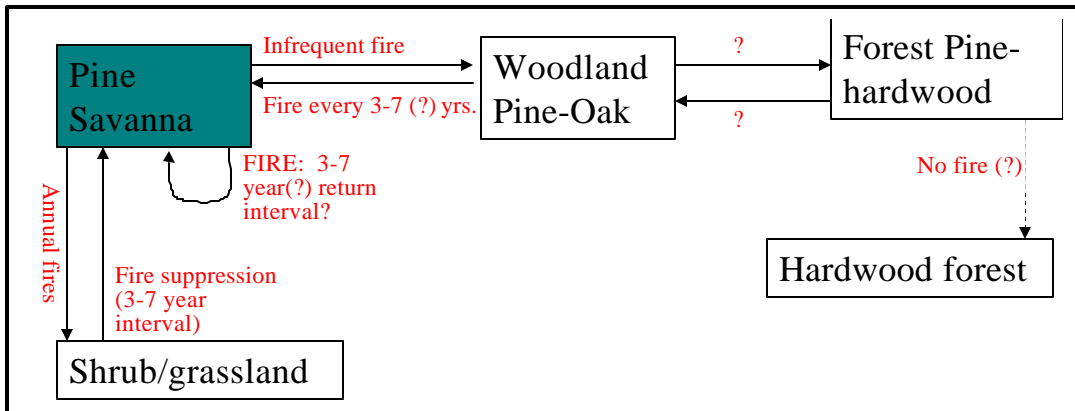 Pine
Savanna
Infrequent fire
Fire every 3-7 (?) yrs.
Woodland
Pine-Oak
?
?
Forest Pine-
hardwood
FIRE: 3-7
year(?) return
interval?
No fire (?)
Annual fires
Fire suppression
(3-7 year
interval)
Hardwood forest
Shrub/grassland